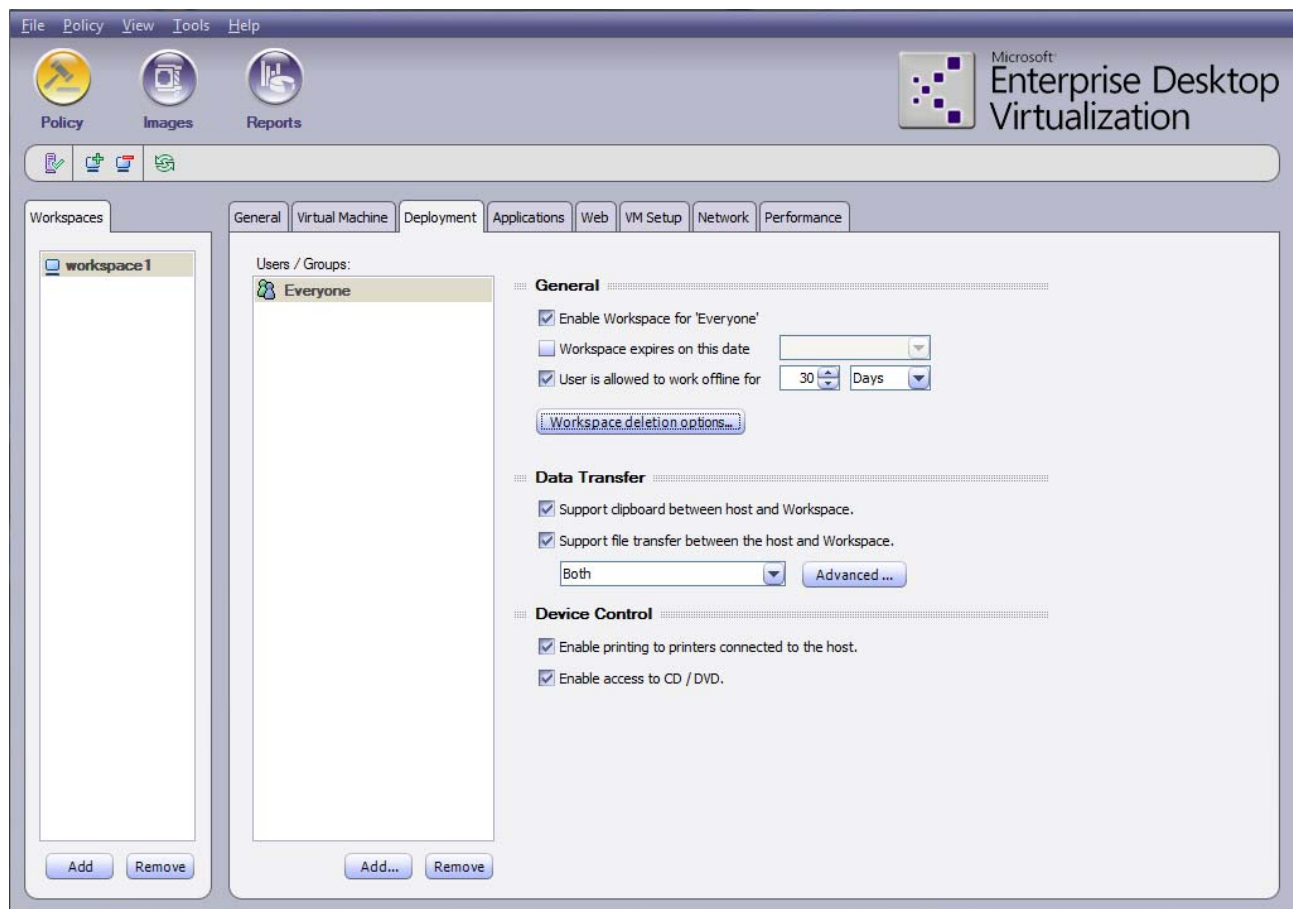 File Policy View Tools Help
Policy Images Reports
Microsoft
Enterprise Desktop
Virtualization
Workspaces
General Virtual Machine Deployment Applications Web VM Setup Network Performance
workspace1
Users / Groups:
Everyone
General
Enable Workspace for 'Everyone'
Workspace expires on this date
User is allowed to work offline for 30 Days
Workspace deletion options...
Data Transfer
Support clipboard between host and Workspace.
Support file transfer between the host and Workspace.
Both Advanced ...
Device Control
Enable printing to printers connected to the host.
Enable access to CD / DVD.
Add Remove
Add... Remove